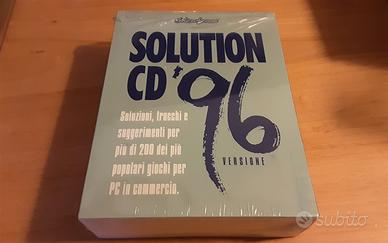 SOLUTION
CD '96
VERSIONE
Soluzioni, trucchi e
suggerimenti per
più di 200 dei più
popolari giochi per
PC in commercio.
subito